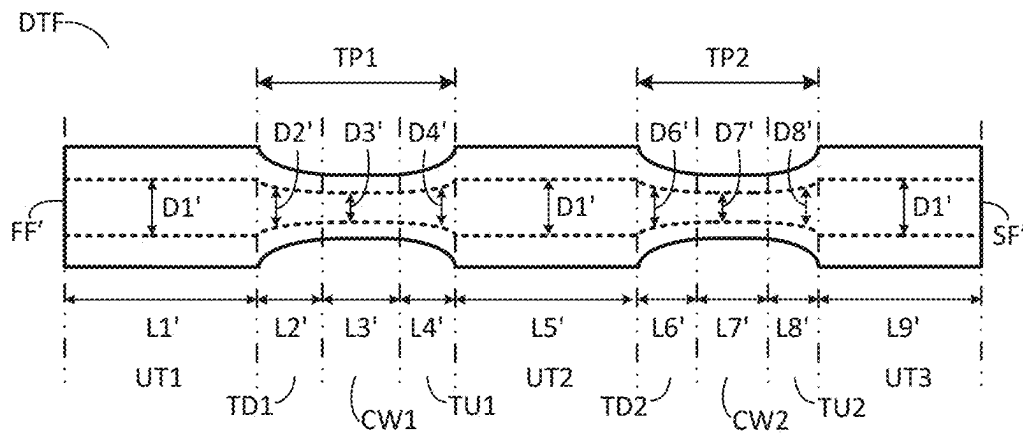 DTF
TP1 TP2
D2' D3' D4' D6' D7' D8'
FF' D1' D1' D1' SF'
L1' L2' L3' L4' L5' L6' L7' L8' L9'
UT1 UT2 UT3
TD1 CW1 TU1 TD2 CW2 TU2